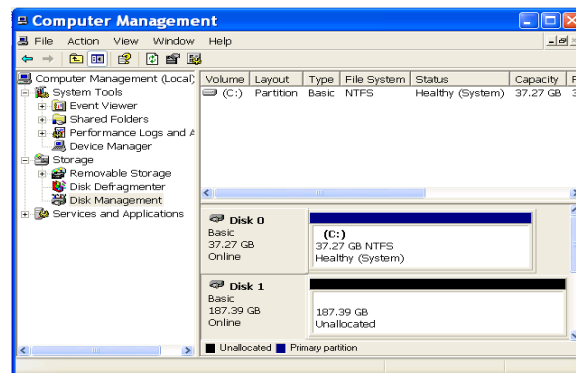 Computer Management
File Action View Window Help
Computer Management (Local)
System Tools
Event Viewer
Shared Folders
Performance Logs and A
Device Manager
Storage
Removable Storage
Disk Defragmenter
Disk Management
Services and Applications
Volume Layout Type File System Status Capacity F
(C:) Partition Basic NTFS Healthy (System) 37.27 GB 3
Disk 0
Basic
37.27 GB
Online
(C:)
37.27 GB NTFS
Healthy (System)
Disk 1
Basic
187.39 GB
Online
187.39 GB
Unallocated
Unallocated Primary partition